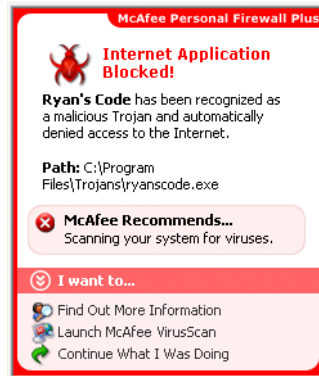 McAfee Personal Firewall Plus
Internet Application
Blocked!
Ryan's Code has been recognized as
a malicious Trojan and automatically
denied access to the Internet.
Path: C:\Program
Files\Trojans\ryanscode.exe
McAfee Recommends...
Scanning your system for viruses.
I want to...
Find Out More Information
Launch McAfee VirusScan
Continue What I Was Doing